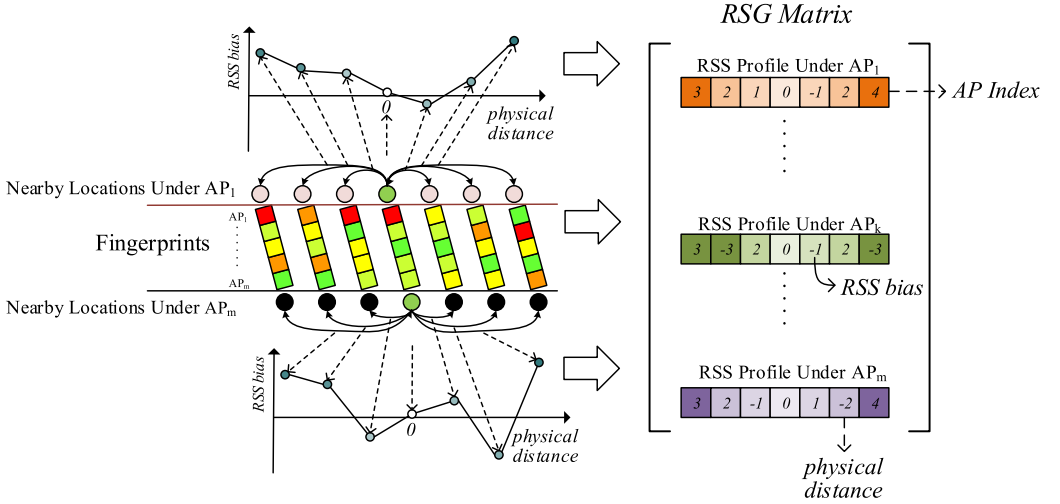 RSG Matrix
RSS bias
0
physical
distance
RSS Profile Under AP1
3 2 1 0 -1 2 4
AP Index
Nearby Locations Under AP1
AP1
Fingerprints
APm
Nearby Locations Under APm
RSS Profile Under APk
3 -3 2 0 -1 2 -3
RSS bias
RSS bias
0
physical
distance
RSS Profile Under APm
3 2 -1 0 1 -2 4
physical
distance